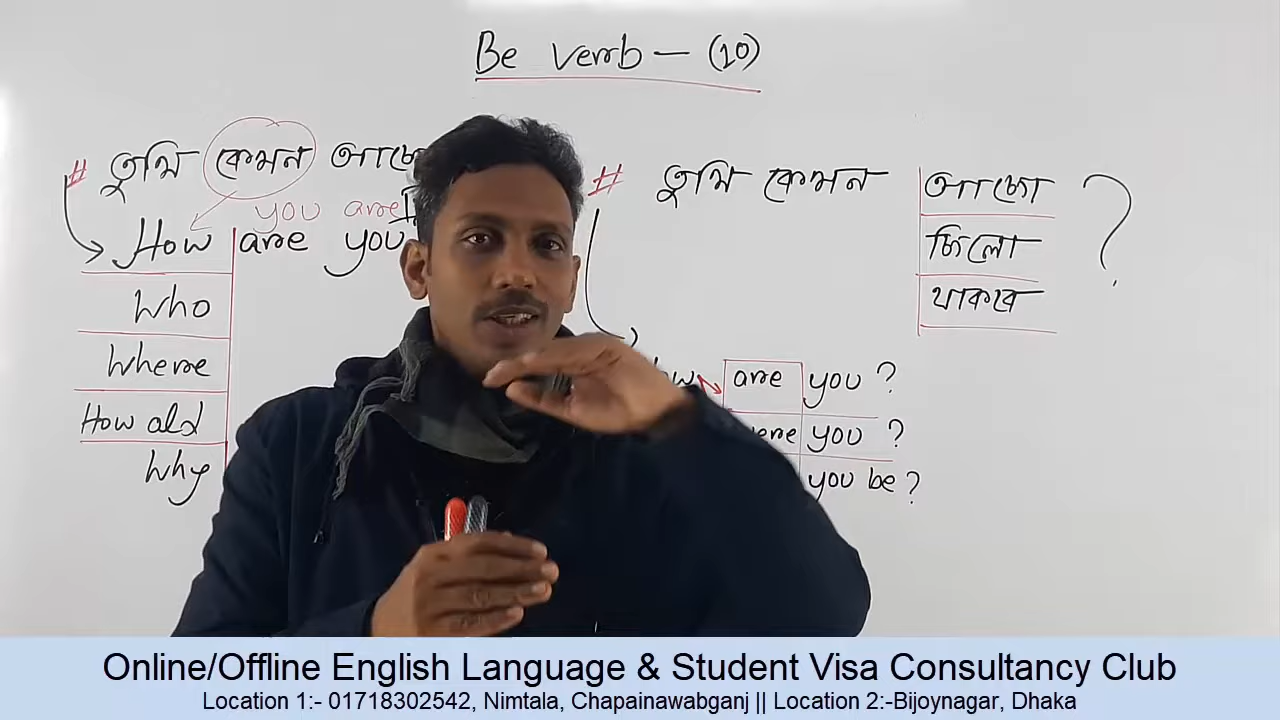 Be verb — (10)
# তুমি কেমন আছো
you are
How are you
Who
Where
How old
Why
# তুমি কেমন আছো ?
ছিলে
থাকবে
are you ?
you ?
you be ?
Online/Offline English Language & Student Visa Consultancy Club
Location 1:- 01718302542, Nimtala, Chapainawabganj || Location 2:-Bijoynagar, Dhaka